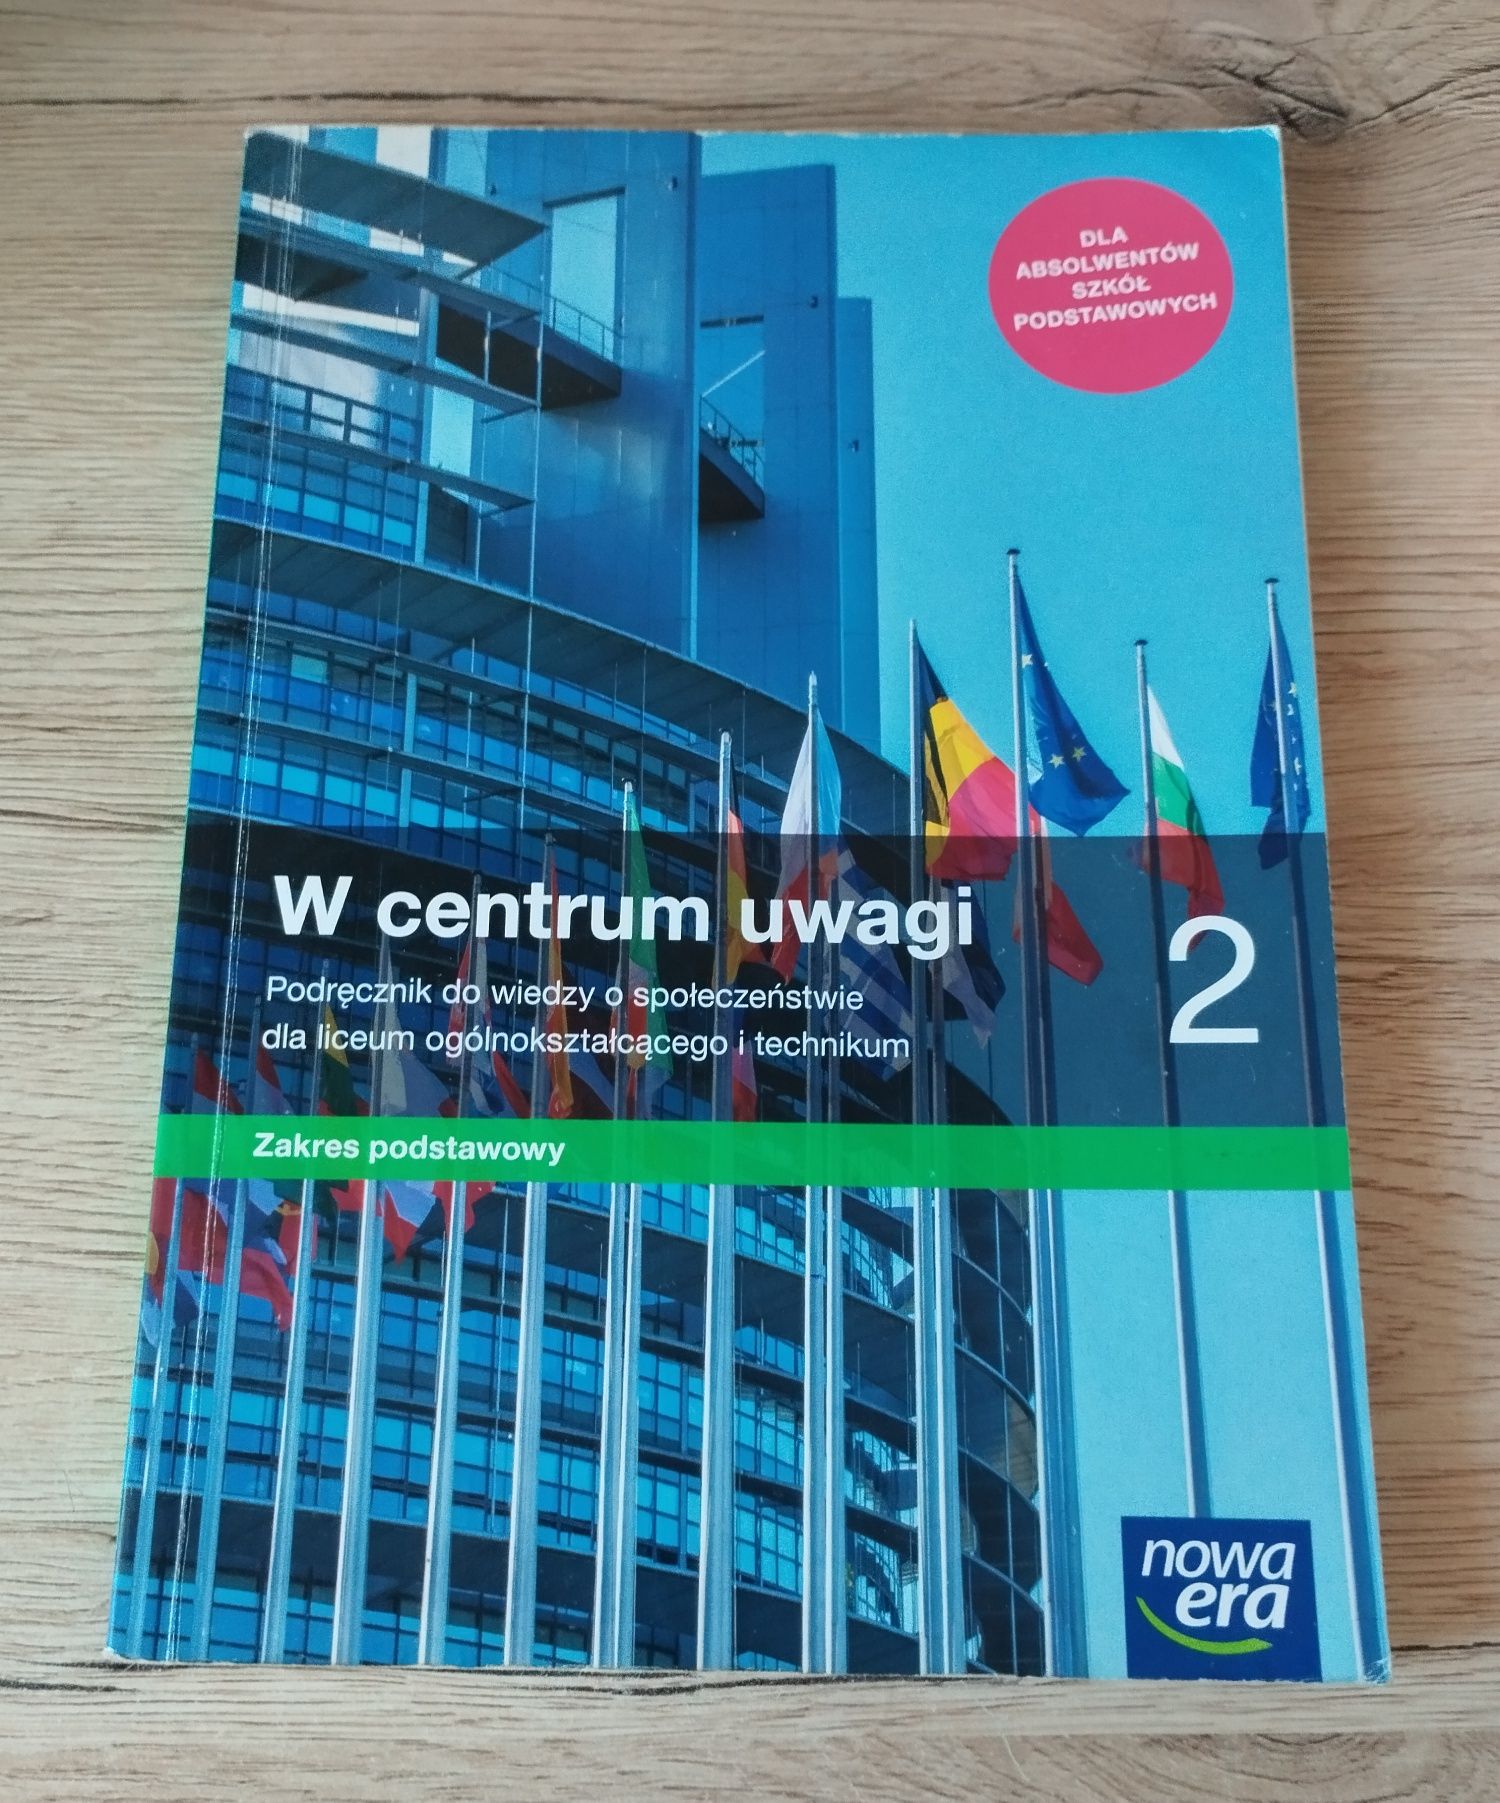 DLA
ABSOLWENTÓW
SZKÓŁ
PODSTAWOWYCH
W centrum uwagi
2
Podręcznik do wiedzy o społeczeństwie
dla liceum ogólnokształcącego i technikum
Zakres podstawowy
nowa
era